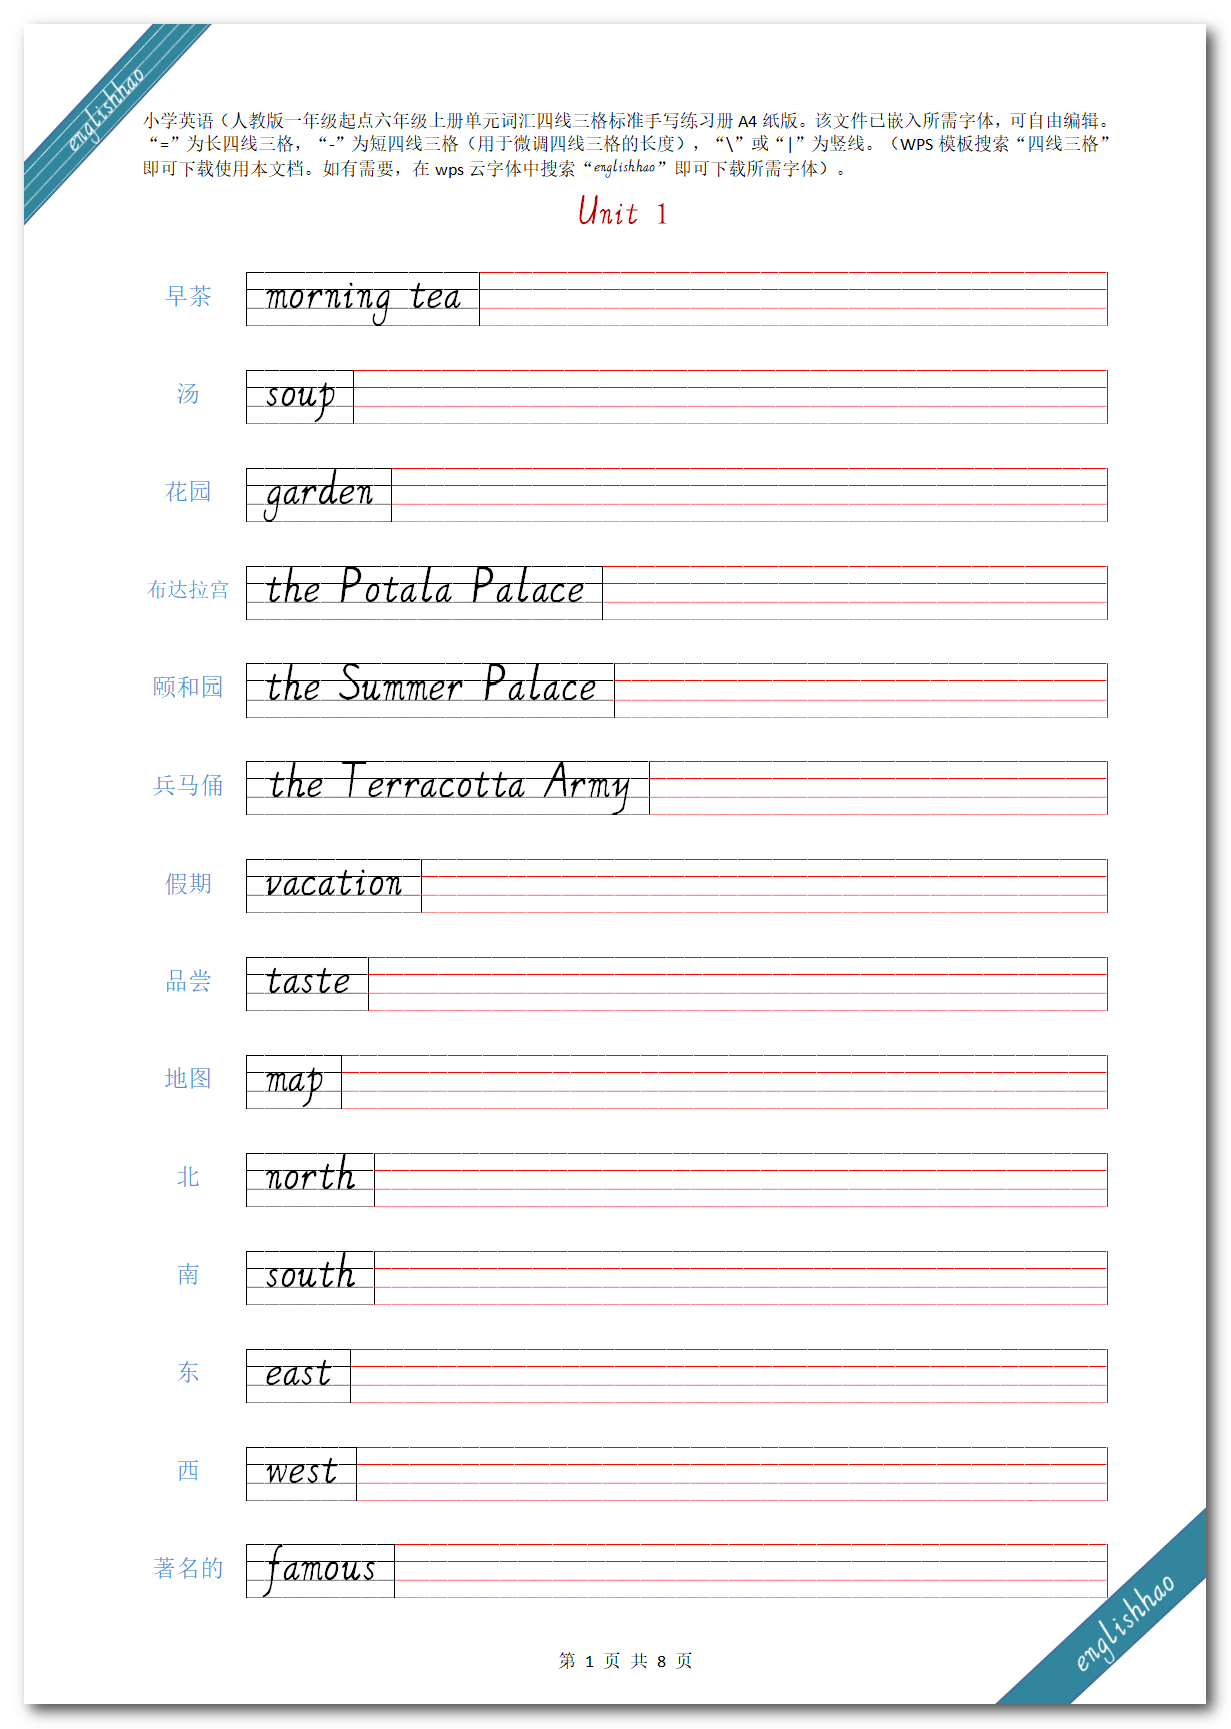 englishhao
小学英语（人教版一年级起点六年级上册单元词汇四线三格标准手写练习册 A4 纸版。该文件已嵌入所需字体，可自由编辑。
“=”为长四线三格，“-”为短四线三格（用于微调四线三格的长度），“\”或“|”为竖线。（WPS 模板搜索“四线三格”
即可下载使用本文档。如有需要，在 wps 云字体中搜索“englishhao”即可下载所需字体）。
Unit 1
早茶 morning tea
汤 soup
花园 garden
布达拉宫 the Potala Palace
颐和园 the Summer Palace
兵马俑 the Terracotta Army
假期 vacation
品尝 taste
地图 map
北 north
南 south
东 east
西 west
著名的 famous
englishhao
第 1 页 共 8 页